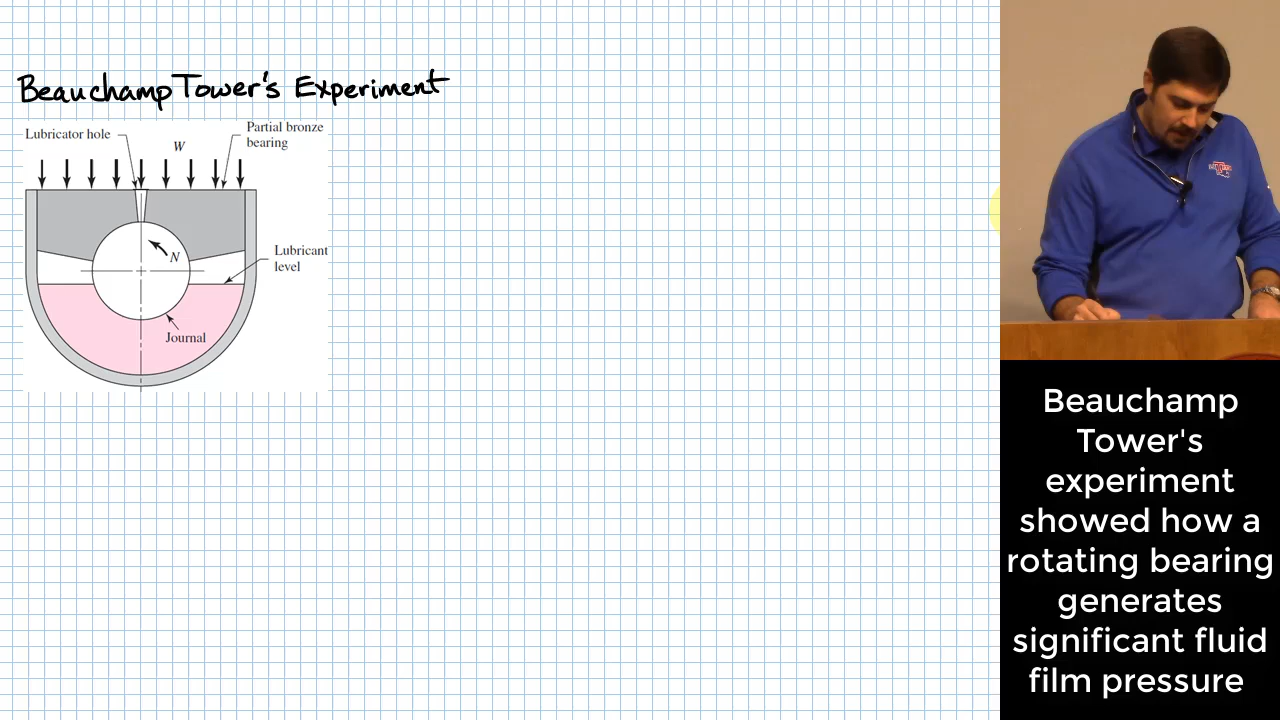 Beauchamp Tower's Experiment
Lubricator hole
Partial bronze
bearing
W
N
Lubricant
level
Journal
Beauchamp
Tower's
experiment
showed how a
rotating bearing
generates
significant fluid
film pressure